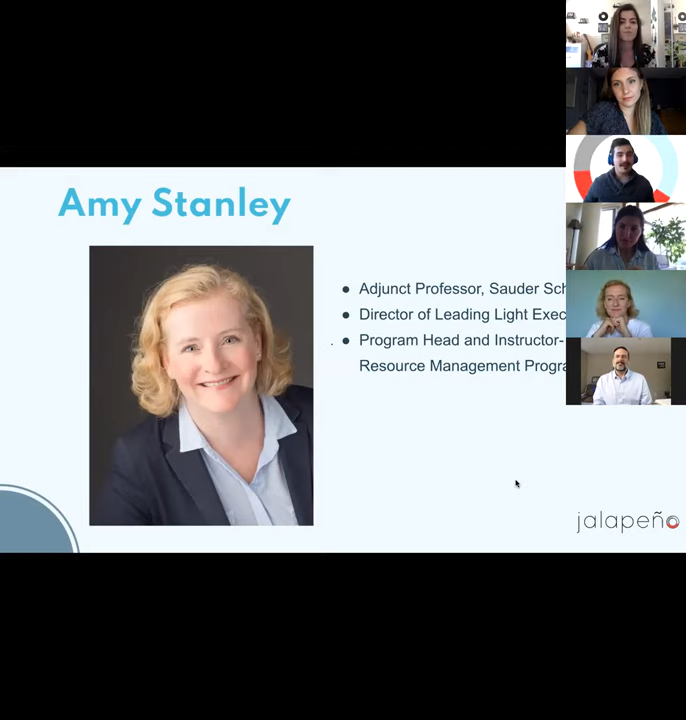 Amy Stanley
● Adjunct Professor, Sauder Sch
● Director of Leading Light Exec
● Program Head and Instructor-
Resource Management Progra
jalapeño